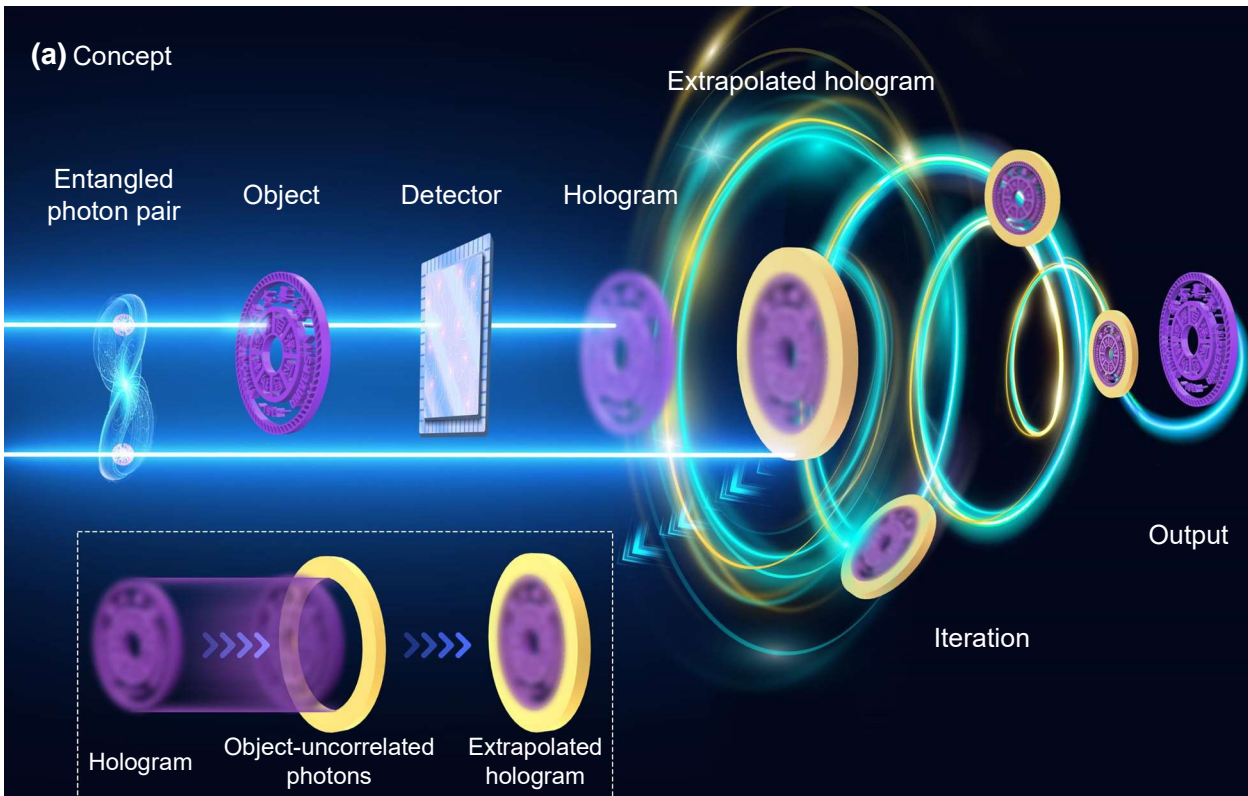 (a) Concept
Extrapolated hologram
Entangled
photon pair
Object
Detector
Hologram
Output
Iteration
Hologram
Object-uncorrelated
photons
Extrapolated
hologram